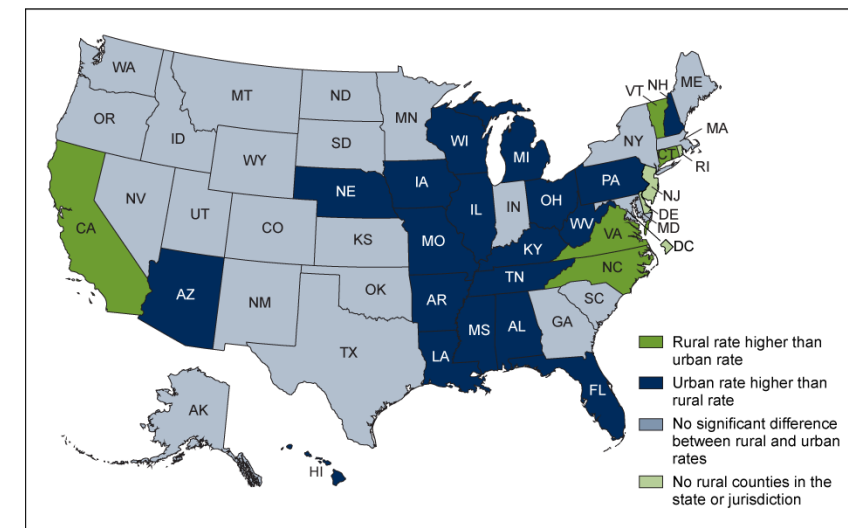 WA
MT
ND
MN
VT
NH
ME
OR
ID
SD
WI
NY
MA
WY
MI
CT
RI
NE
IA
PA
NJ
NV
UT
IL
IN
OH
DE
CA
CO
KS
MO
WV
VA
MD
KY
DC
AZ
NM
OK
TN
NC
AR
SC
TX
MS
AL
GA
LA
FL
AK
HI
Rural rate higher than
urban rate
Urban rate higher than
rural rate
No significant difference
between rural and urban
rates
No rural counties in the
state or jurisdiction